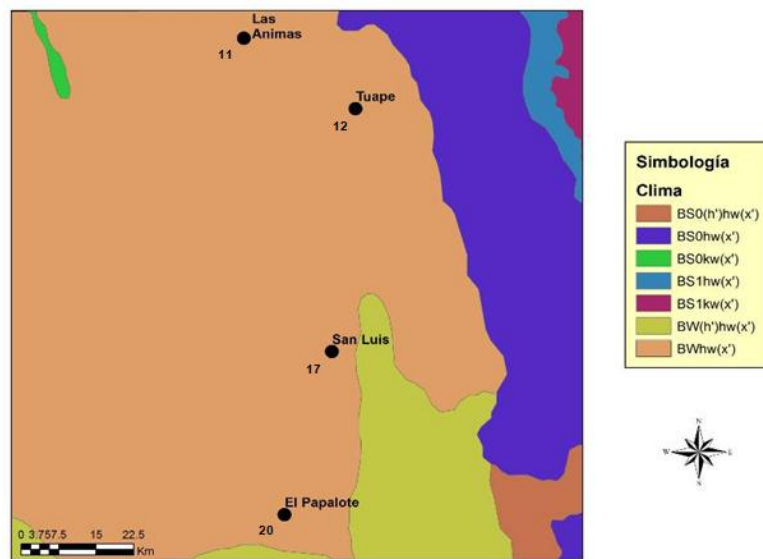 Las
Animas
11
Tuape
12
San Luis
17
El Papalote
20
0 3.757.5 15 22.5
Km
Simbología
Clima
BS0(h')hw(x')
BS0hw(x')
BS0kw(x')
BS1hw(x')
BS1kw(x')
BW(h')hw(x')
BWhw(x')
N
W E
S